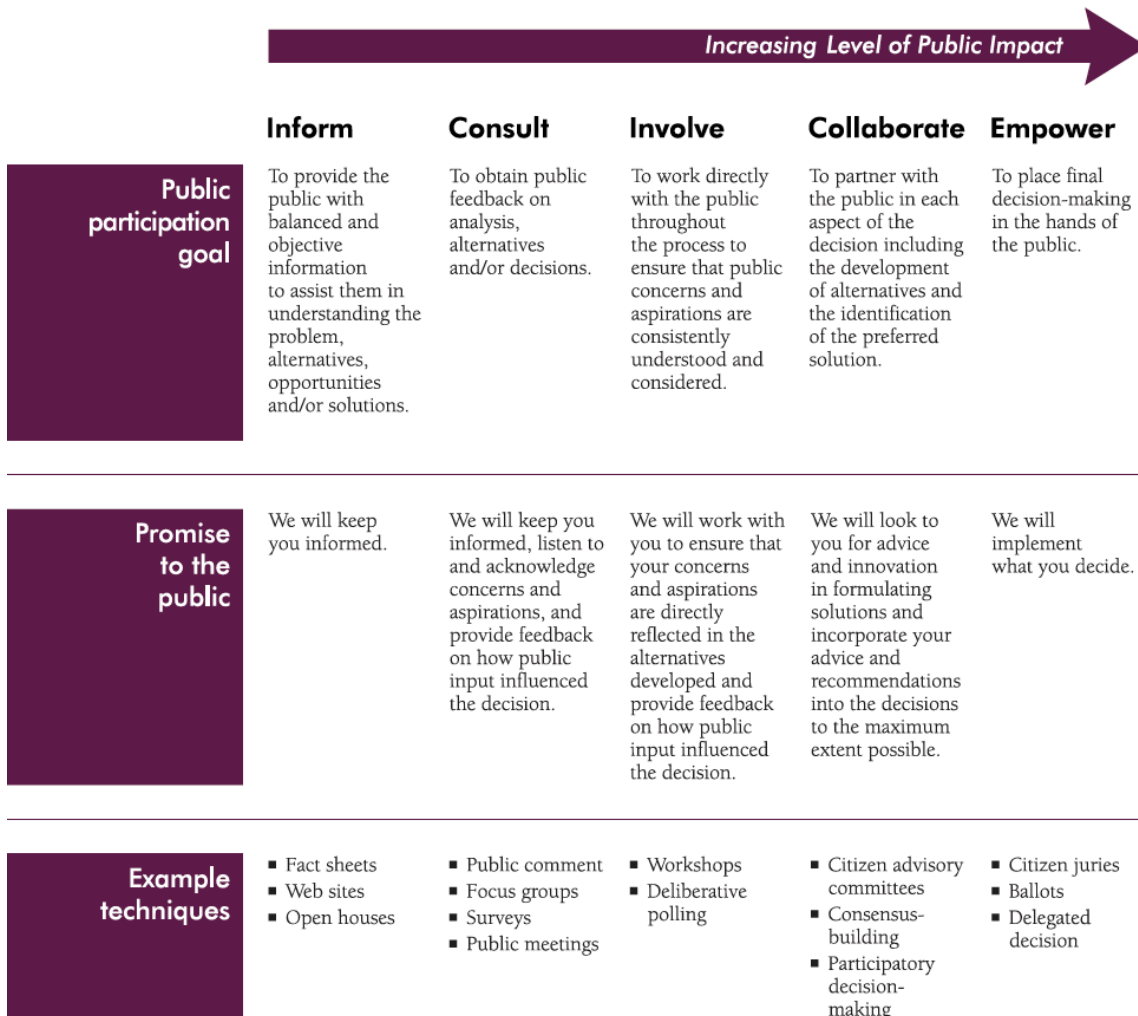 Increasing Level of Public Impact
Inform
Consult
Involve
Collaborate
Empower
Public
participation
goal
To provide the
public with
balanced and
objective
information
to assist them in
understanding the
problem,
alternatives,
opportunities
and/or solutions.
To obtain public
feedback on
analysis,
alternatives
and/or decisions.
To work directly
with the public
throughout
the process to
ensure that public
concerns and
aspirations are
consistently
understood and
considered.
To partner with
the public in each
aspect of the
decision including
the development
of alternatives and
the identification
of the preferred
solution.
To place final
decision-making
in the hands of
the public.
Promise
to the
public
We will keep
you informed.
We will keep you
informed, listen to
and acknowledge
concerns and
aspirations, and
provide feedback
on how public
input influenced
the decision.
We will work with
you to ensure that
your concerns
and aspirations
are directly
reflected in the
alternatives
developed and
provide feedback
on how public
input influenced
the decision.
We will look to
you for advice
and innovation
in formulating
solutions and
incorporate your
advice and
recommendations
into the decisions
to the maximum
extent possible.
We will
implement
what you decide.
Example
techniques
▪ Fact sheets
▪ Web sites
▪ Open houses
▪ Public comment
▪ Focus groups
▪ Surveys
▪ Public meetings
▪ Workshops
▪ Deliberative
polling
▪ Citizen advisory
committees
▪ Consensus-
building
▪ Participatory
decision-
making
▪ Citizen juries
▪ Ballots
▪ Delegated
decision